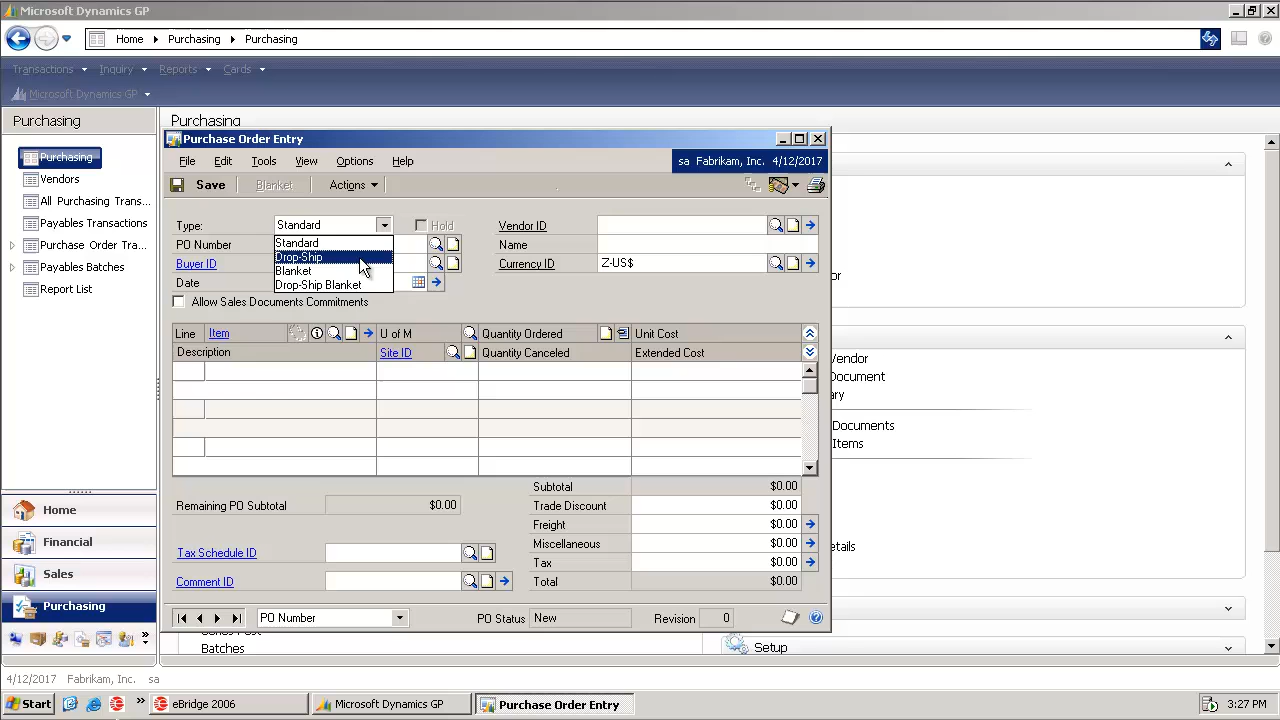 Microsoft Dynamics GP
Home Purchasing Purchasing
Transactions Inquiry Reports Cards
Microsoft Dynamics GP
Purchasing
Purchasing
Purchasing
Vendors
All Purchasing Trans...
Payables Transactions
Purchase Order Tra...
Payables Batches
Report List
Home
Financial
Sales
Purchasing
Purchase Order Entry
File Edit Tools View Options Help
sa Fabrikam, Inc. 4/12/2017
Save Blanket Actions
Type: Standard Hold
PO Number
Buyer ID
Date
Standard
Drop-Ship
Blanket
Drop-Ship Blanket
Vendor ID
Name
Currency ID Z-US$
Allow Sales Documents Commitments
Line Item U of M Quantity Ordered Unit Cost
Description Site ID Quantity Canceled Extended Cost
Subtotal $0.00
Remaining PO Subtotal $0.00 Trade Discount $0.00
Freight $0.00
Miscellaneous $0.00
Tax Schedule ID Tax $0.00
Comment ID Total $0.00
PO Number PO Status New Revision 0
Vendor
Document
ry
Documents
Items
etails
Batches
Setup
4/12/2017 Fabrikam, Inc. sa
Start eBridge 2006 Microsoft Dynamics GP Purchase Order Entry 3:27 PM